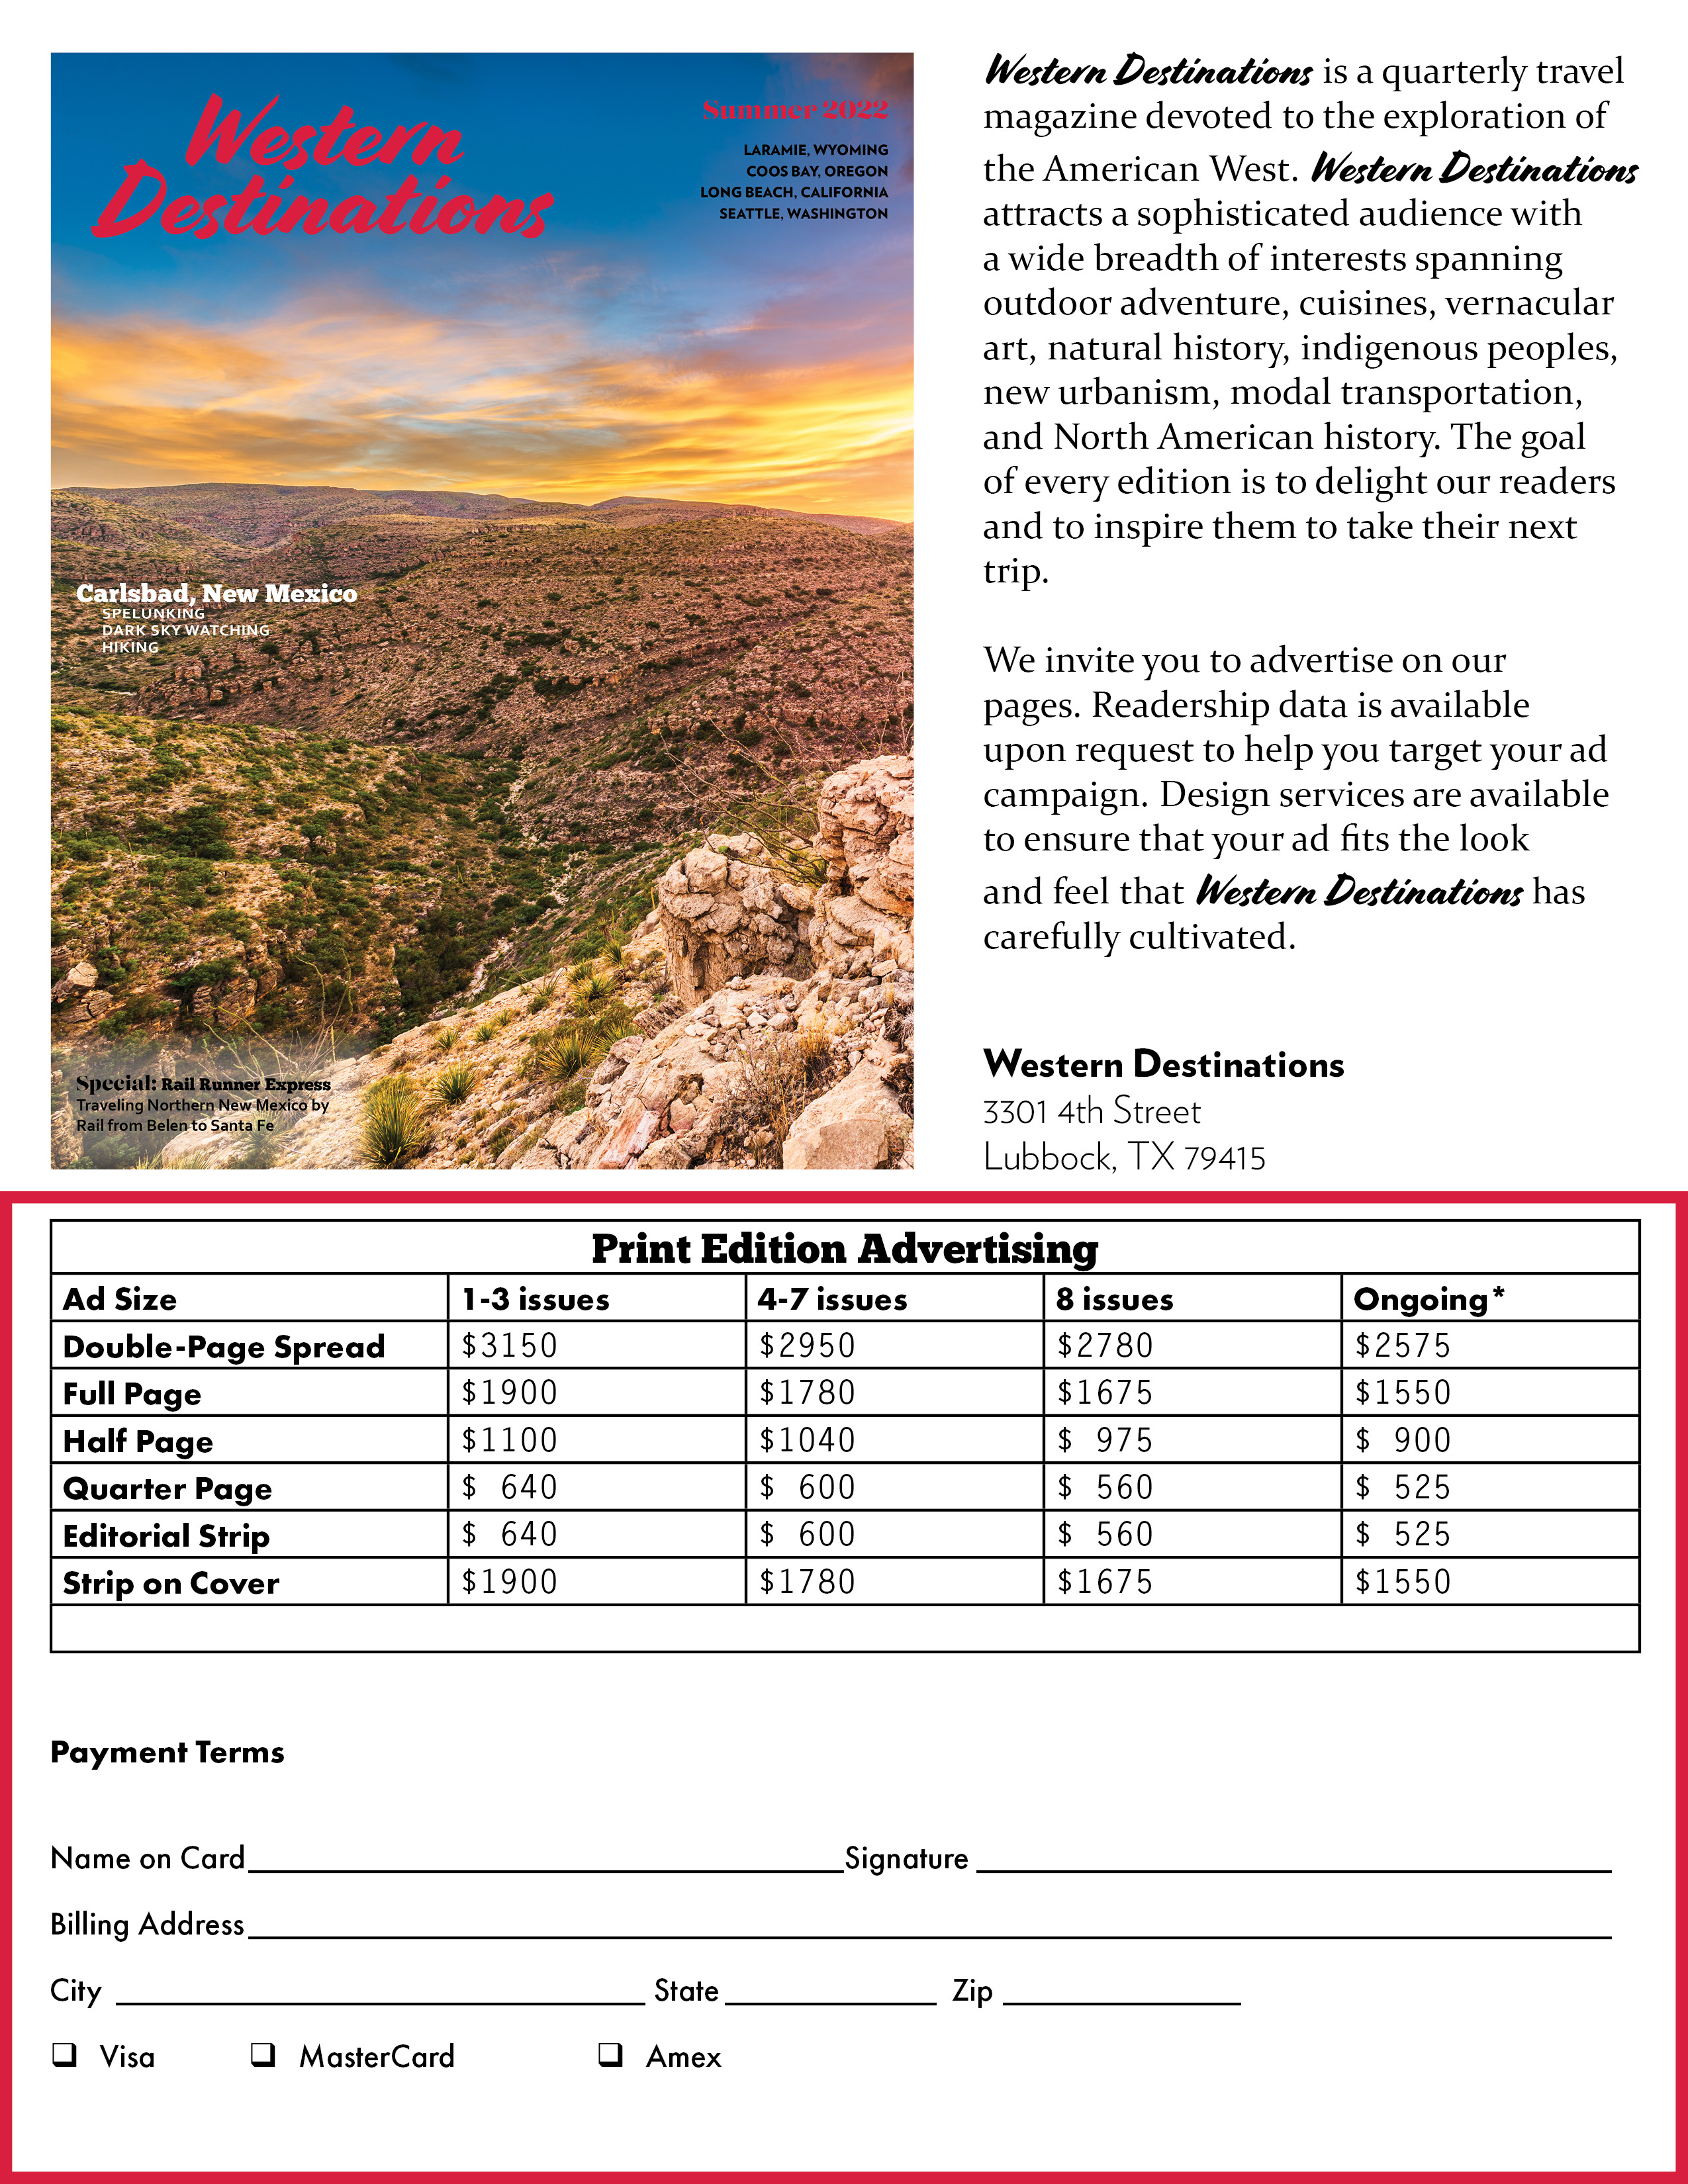 Western
Destinations
Summer 2022
LARAMIE, WYOMING
COOS BAY, OREGON
LONG BEACH, CALIFORNIA
SEATTLE, WASHINGTON
Carlsbad, New Mexico
SPELUNKING
DARK SKY WATCHING
HIKING
Special: Rail Runner Express
Traveling Northern New Mexico by
Rail from Belen to Santa Fe
Western Destinations is a quarterly travel
magazine devoted to the exploration of
the American West. Western Destinations
attracts a sophisticated audience with
a wide breadth of interests spanning
outdoor adventure, cuisines, vernacular
art, natural history, indigenous peoples,
new urbanism, modal transportation,
and North American history. The goal
of every edition is to delight our readers
and to inspire them to take their next
trip.
We invite you to advertise on our
pages. Readership data is available
upon request to help you target your ad
campaign. Design services are available
to ensure that your ad fits the look
and feel that Western Destinations has
carefully cultivated.
Western Destinations
3301 4th Street
Lubbock, TX 79415
Print Edition Advertising
Ad Size 1-3 issues 4-7 issues 8 issues Ongoing*
Double-Page Spread $3150 $2950 $2780 $2575
Full Page $1900 $1780 $1675 $1550
Half Page $1100 $1040 $ 975 $ 900
Quarter Page $ 640 $ 600 $ 560 $ 525
Editorial Strip $ 640 $ 600 $ 560 $ 525
Strip on Cover $1900 $1780 $1675 $1550
Payment Terms
Name on Card Signature
Billing Address
City State Zip
❑ Visa ❑ MasterCard ❑ Amex